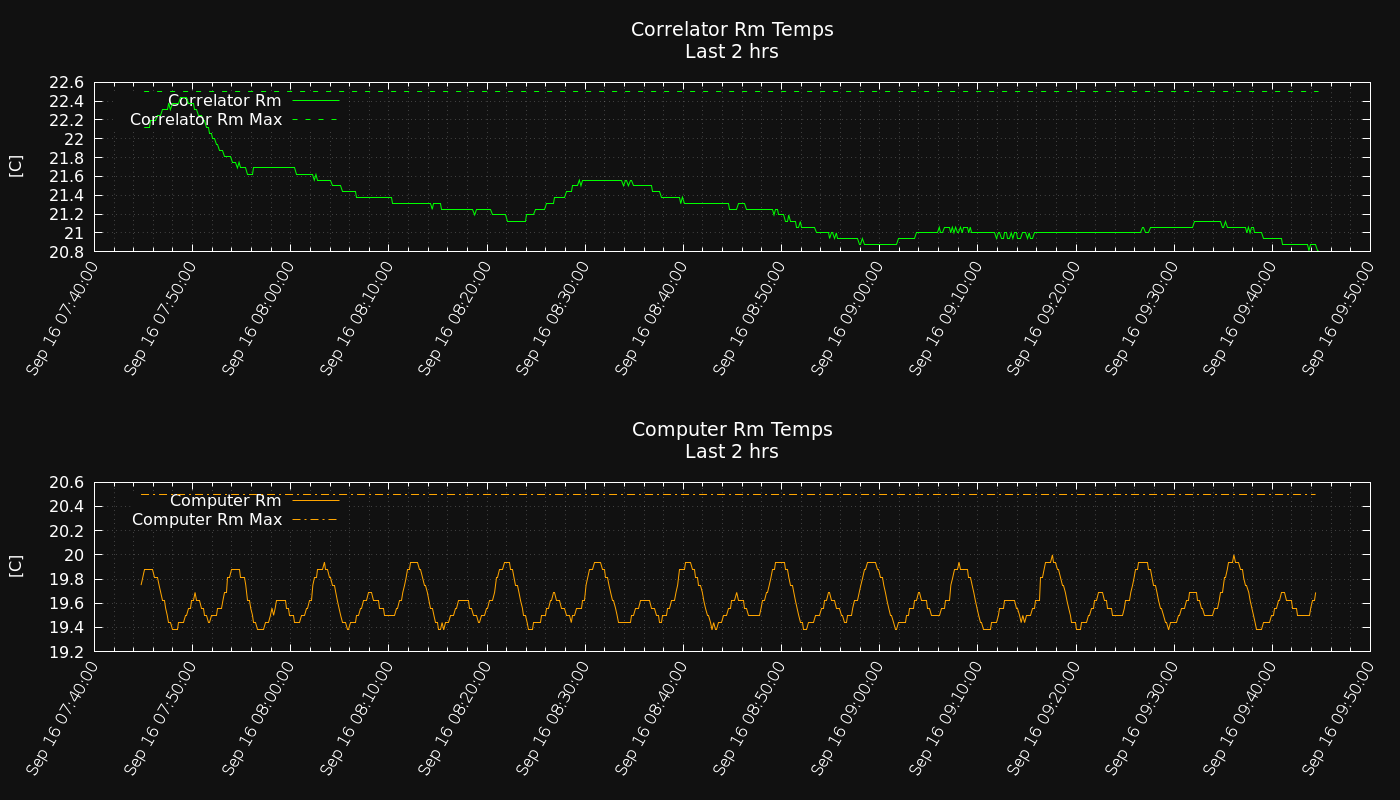 Correlator Rm Temps
Last 2 hrs
[C]
22.6
22.4
22.2
22
21.8
21.6
21.4
21.2
21
20.8
Correlator Rm
Correlator Rm Max
Sep 16 07:40:00
Sep 16 07:50:00
Sep 16 08:00:00
Sep 16 08:10:00
Sep 16 08:20:00
Sep 16 08:30:00
Sep 16 08:40:00
Sep 16 08:50:00
Sep 16 09:00:00
Sep 16 09:10:00
Sep 16 09:20:00
Sep 16 09:30:00
Sep 16 09:40:00
Sep 16 09:50:00
Computer Rm Temps
Last 2 hrs
[C]
20.6
20.4
20.2
20
19.8
19.6
19.4
19.2
Computer Rm
Computer Rm Max
Sep 16 07:40:00
Sep 16 07:50:00
Sep 16 08:00:00
Sep 16 08:10:00
Sep 16 08:20:00
Sep 16 08:30:00
Sep 16 08:40:00
Sep 16 08:50:00
Sep 16 09:00:00
Sep 16 09:10:00
Sep 16 09:20:00
Sep 16 09:30:00
Sep 16 09:40:00
Sep 16 09:50:00